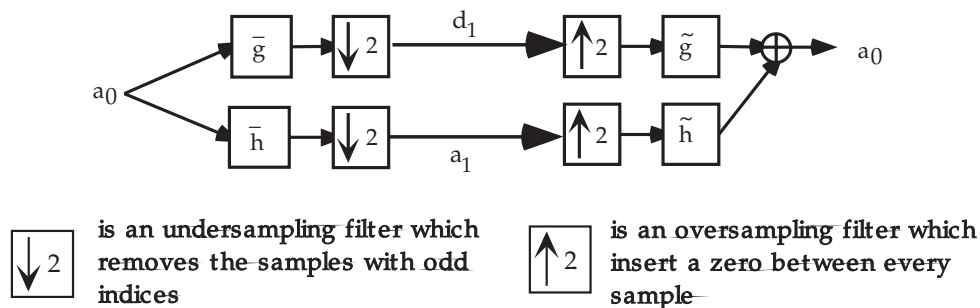 d₁
ḡ ↓ 2 ↑ 2 g̃
a₀ a₀
h̄ ↓ 2 ↑ 2 h̃
a₁
↓ 2 is an undersampling filter which
removes the samples with odd
indices
↑ 2 is an oversampling filter which
insert a zero between every
sample